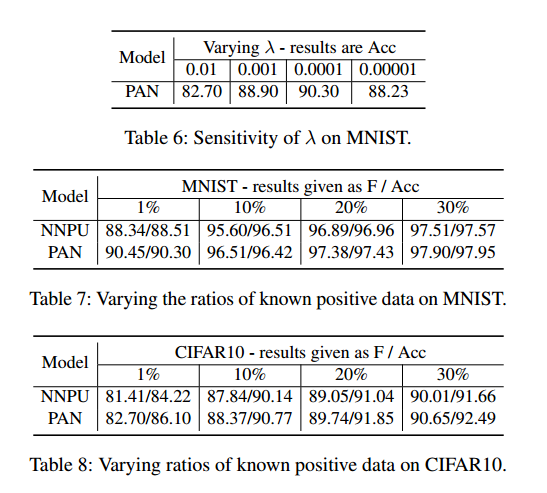 Model Varying λ - results are Acc
0.01 0.001 0.0001 0.00001
PAN 82.70 88.90 90.30 88.23
Table 6: Sensitivity of λ on MNIST.
Model MNIST - results given as F / Acc
1% 10% 20% 30%
NNPU 88.34/88.51 95.60/96.51 96.89/96.96 97.51/97.57
PAN 90.45/90.30 96.51/96.42 97.38/97.43 97.90/97.95
Table 7: Varying the ratios of known positive data on MNIST.
Model CIFAR10 - results given as F / Acc
1% 10% 20% 30%
NNPU 81.41/84.22 87.84/90.14 89.05/91.04 90.01/91.66
PAN 82.70/86.10 88.37/90.77 89.74/91.85 90.65/92.49
Table 8: Varying ratios of known positive data on CIFAR10.